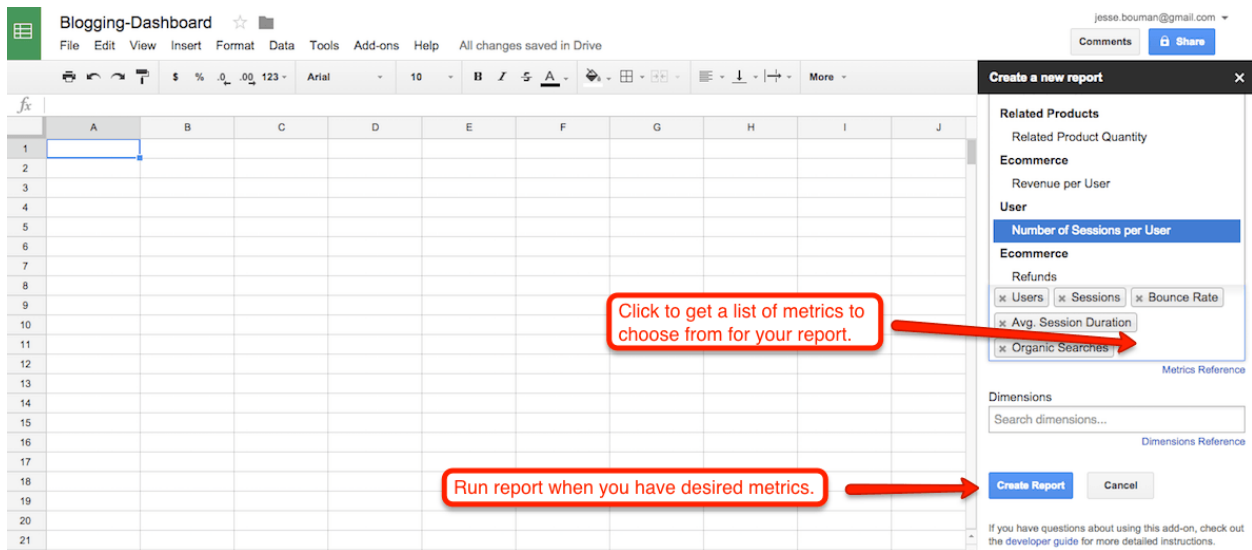 Blogging-Dashboard
jesse.bouman@gmail.com
File Edit View Insert Format Data Tools Add-ons Help All changes saved in Drive
Comments Share
$ % .0 .00 123 Arial 10 B I S A More
Create a new report ×
fx
A B C D E F G H I J
1
2
3
4
5
6
7
8
9
10
11
12
13
14
15
16
17
18
19
20
21
Related Products
Related Product Quantity
Ecommerce
Revenue per User
User
Number of Sessions per User
Ecommerce
Refunds
× Users × Sessions × Bounce Rate
× Avg. Session Duration
× Organic Searches
Metrics Reference
Click to get a list of metrics to
choose from for your report.
Dimensions
Search dimensions...
Dimensions Reference
Run report when you have desired metrics.
Create Report Cancel
If you have questions about using this add-on, check out
the developer guide for more detailed instructions.